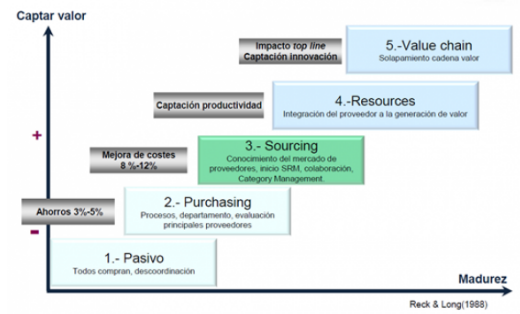 Captar valor
Impacto top line
Captación innovación
5.-Value chain
Solapamiento cadena valor
Captación productividad
4.-Resources
Integración del proveedor a la generación de valor
+
Mejora de costes
8 %-12%
3.- Sourcing
Conocimiento del mercado de
proveedores, inicio SRM, colaboración,
Category Management.
Ahorros 3%-5%
2.- Purchasing
Procesos, departamento, evaluación
principales proveedores
-
1.- Pasivo
Todos compran, descoordinación
Madurez
Reck & Long(1988)